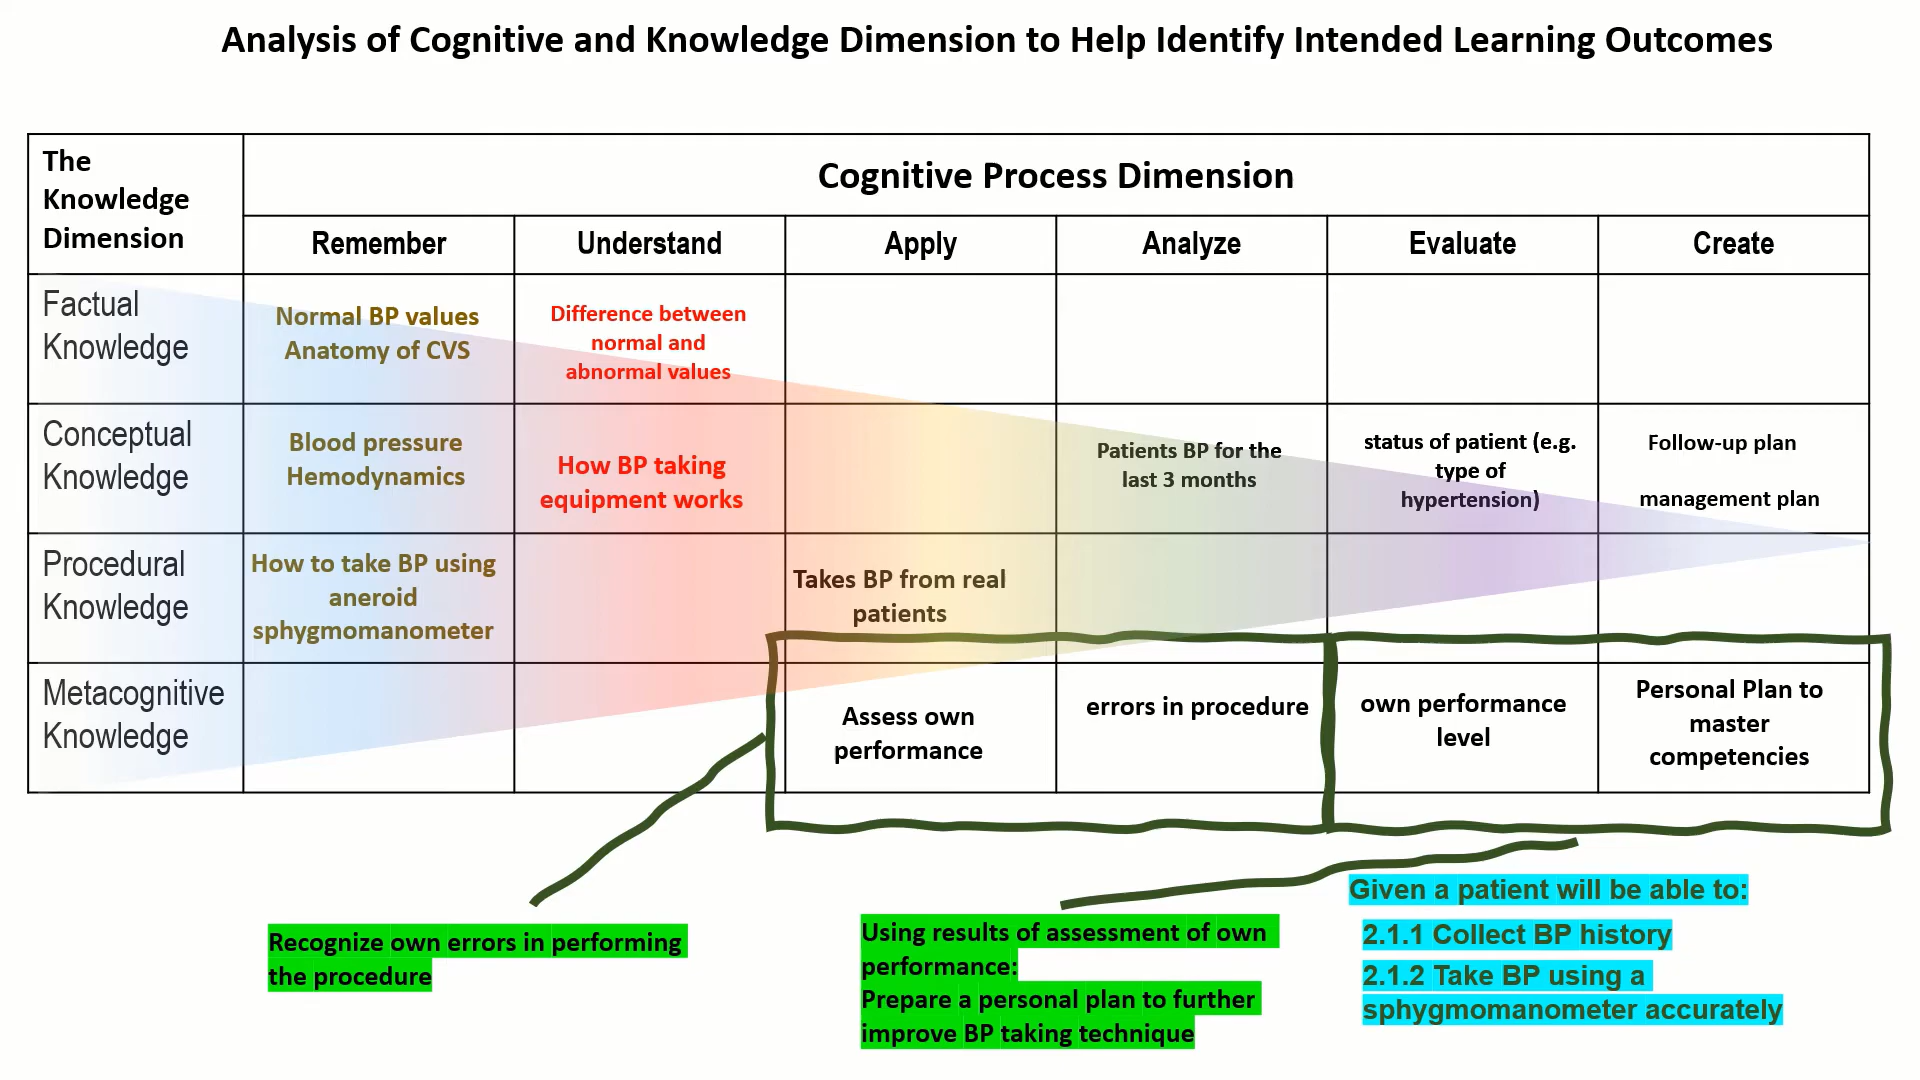 Analysis of Cognitive and Knowledge Dimension to Help Identify Intended Learning Outcomes
The
Knowledge
Dimension
Cognitive Process Dimension
Remember
Understand
Apply
Analyze
Evaluate
Create
Factual
Knowledge
Normal BP values
Anatomy of CVS
Difference between
normal and
abnormal values
Conceptual
Knowledge
Blood pressure
Hemodynamics
How BP taking
equipment works
Patients BP for the
last 3 months
status of patient (e.g.
type of
hypertension)
Follow-up plan
management plan
Procedural
Knowledge
How to take BP using
aneroid
sphygmomanometer
Takes BP from real
patients
Metacognitive
Knowledge
Assess own
performance
errors in procedure
own performance
level
Personal Plan to
master
competencies
Recognize own errors in performing
the procedure
Using results of assessment of own
performance:
Prepare a personal plan to further
improve BP taking technique
Given a patient will be able to:
2.1.1 Collect BP history
2.1.2 Take BP using a
sphygmomanometer accurately